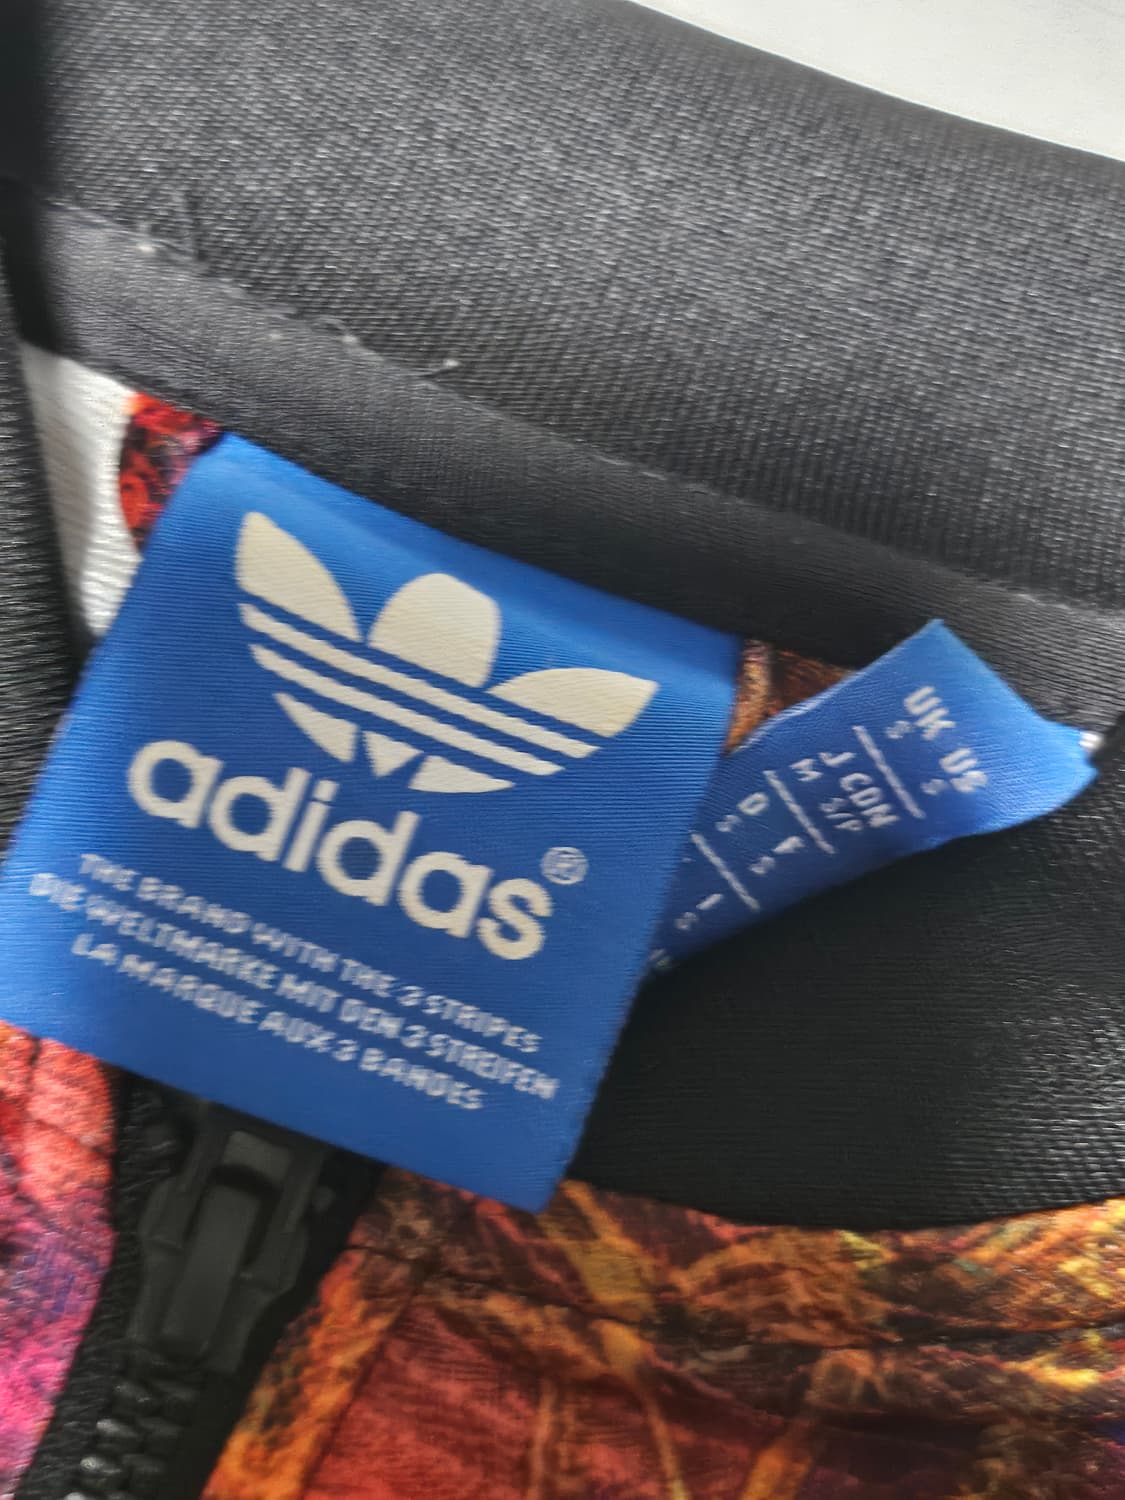 adidas®
THE BRAND WITH THE 3 STRIPES
DIE WELTMARKE MIT DEN 3 STREIFEN
LA MARQUE AUX 3 BANDES
UK US
S S
J CDN
M S/P
D
S
I
S